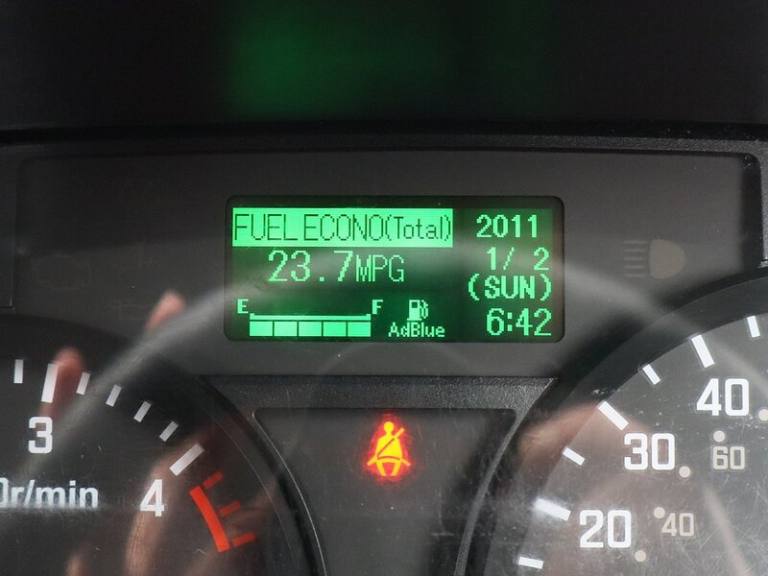 FUEL ECONO(Total)
2011
23.7MPG
1/ 2
(SUN)
E F
AdBlue
6:42
3
4
0r/min
40
30
60
20
40